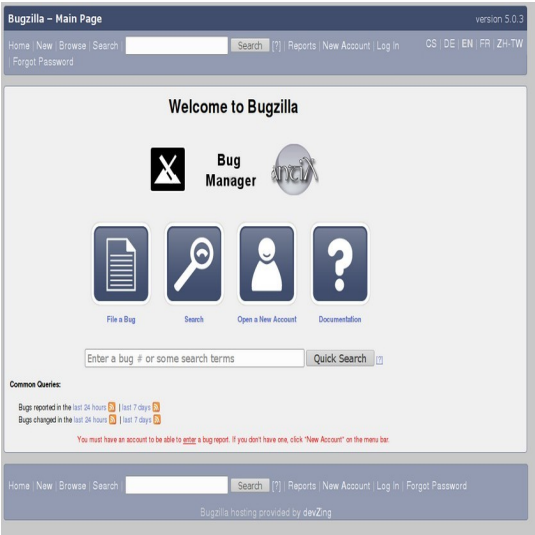 Bugzilla – Main Page
version 5.0.3
Home | New | Browse | Search | Search [?] | Reports | New Account | Log In
| Forgot Password
CS | DE | EN | FR | ZH-TW
Welcome to Bugzilla
Bug
Manager
antiX
File a Bug
Search
Open a New Account
Documentation
Enter a bug # or some search terms
Quick Search [?]
Common Queries:
Bugs reported in the last 24 hours | last 7 days
Bugs changed in the last 24 hours | last 7 days
You must have an account to be able to enter a bug report. If you don't have one, click "New Account" on the menu bar.
Home | New | Browse | Search | Search [?] | Reports | New Account | Log In | Forgot Password
Bugzilla hosting provided by devZing